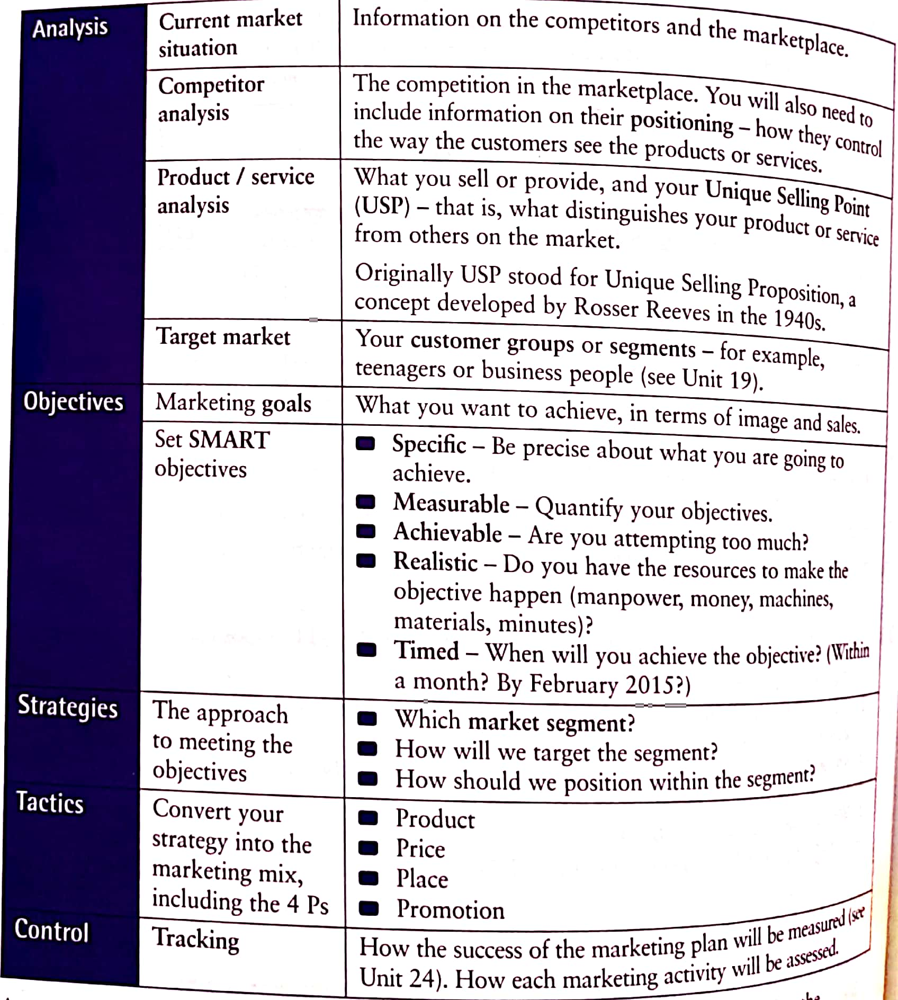 Analysis
Current market
situation
Information on the competitors and the marketplace.
Competitor
analysis
The competition in the marketplace. You will also need to
include information on their positioning – how they control
the way the customers see the products or services.
Product / service
analysis
What you sell or provide, and your Unique Selling Point
(USP) – that is, what distinguishes your product or service
from others on the market.
Originally USP stood for Unique Selling Proposition, a
concept developed by Rosser Reeves in the 1940s.
Target market
Your customer groups or segments – for example,
teenagers or business people (see Unit 19).
Objectives
Marketing goals
What you want to achieve, in terms of image and sales.
Set SMART
objectives
Specific – Be precise about what you are going to
achieve.
Measurable – Quantify your objectives.
Achievable – Are you attempting too much?
Realistic – Do you have the resources to make the
objective happen (manpower, money, machines,
materials, minutes)?
Timed – When will you achieve the objective? (Within
a month? By February 2015?)
Strategies
The approach
to meeting the
objectives
Which market segment?
How will we target the segment?
How should we position within the segment?
Tactics
Convert your
strategy into the
marketing mix,
including the 4 Ps
Product
Price
Place
Promotion
Control
Tracking
How the success of the marketing plan will be measured (see
Unit 24). How each marketing activity will be assessed.